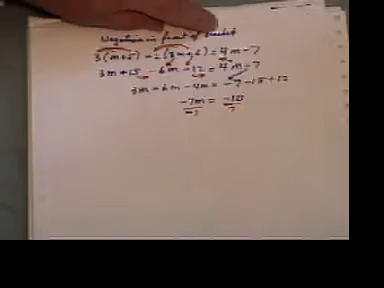 Negative in front of bracket
3(m+5) -2(3m+6) = 4m-7
3m+15 -6m -12 = 4m-7
3m-6m-4m = -7-15+12
-7m = -10